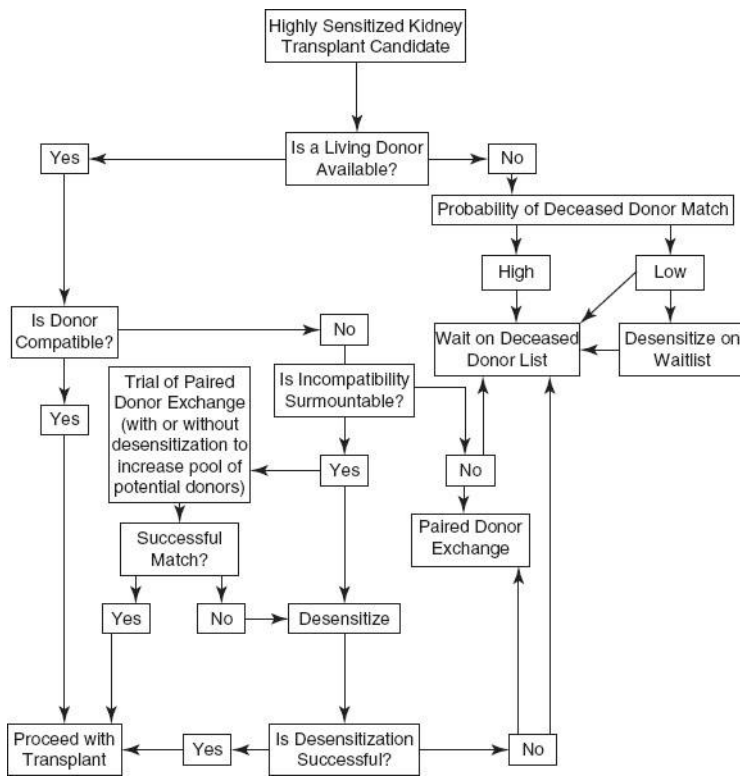 Highly Sensitized Kidney
Transplant Candidate
Yes
Is a Living Donor
Available?
No
Probability of Deceased Donor Match
High
Low
Is Donor
Compatible?
No
Wait on Deceased
Donor List
Desensitize on
Waitlist
Trial of Paired
Donor Exchange
(with or without
desensitization to
increase pool of
potential donors)
Is Incompatibility
Surmountable?
Yes
Yes
No
Paired Donor
Exchange
Successful
Match?
Yes
No
Desensitize
Proceed with
Transplant
Yes
Is Desensitization
Successful?
No